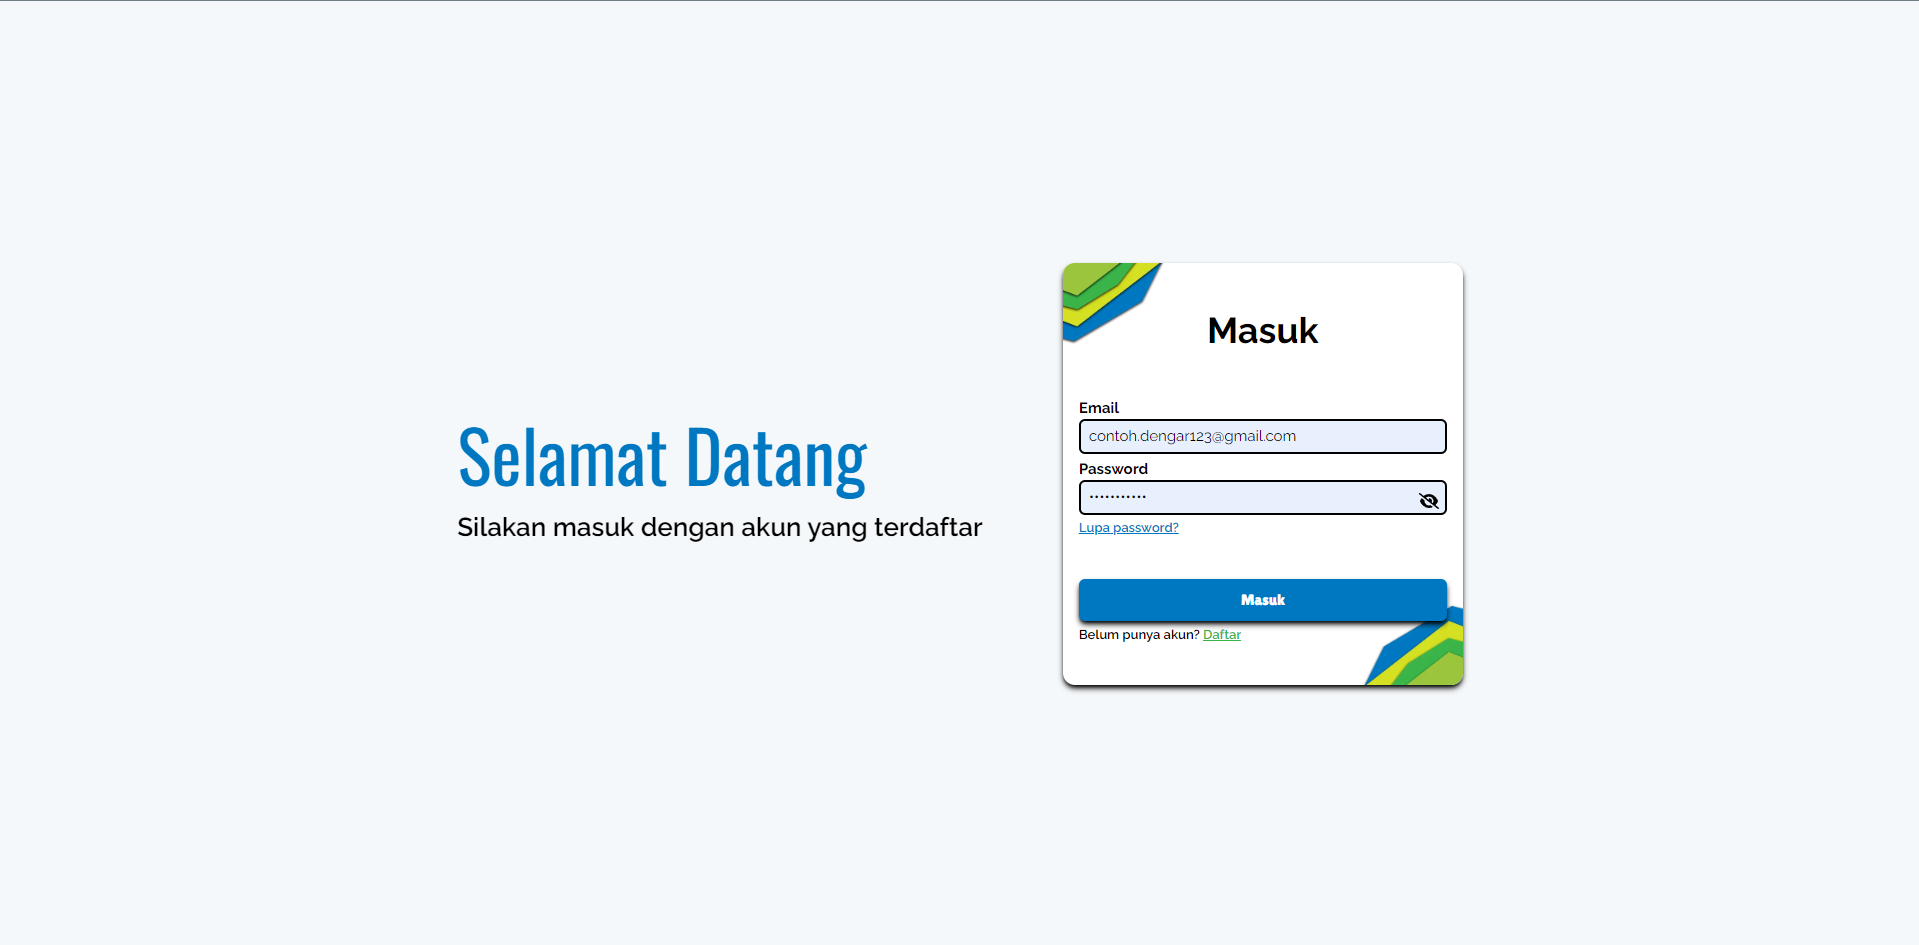 Selamat Datang
Silakan masuk dengan akun yang terdaftar
Masuk
Email
contoh.dengar123@gmail.com
Password
•••••••••••
Lupa password?
Masuk
Belum punya akun? Daftar